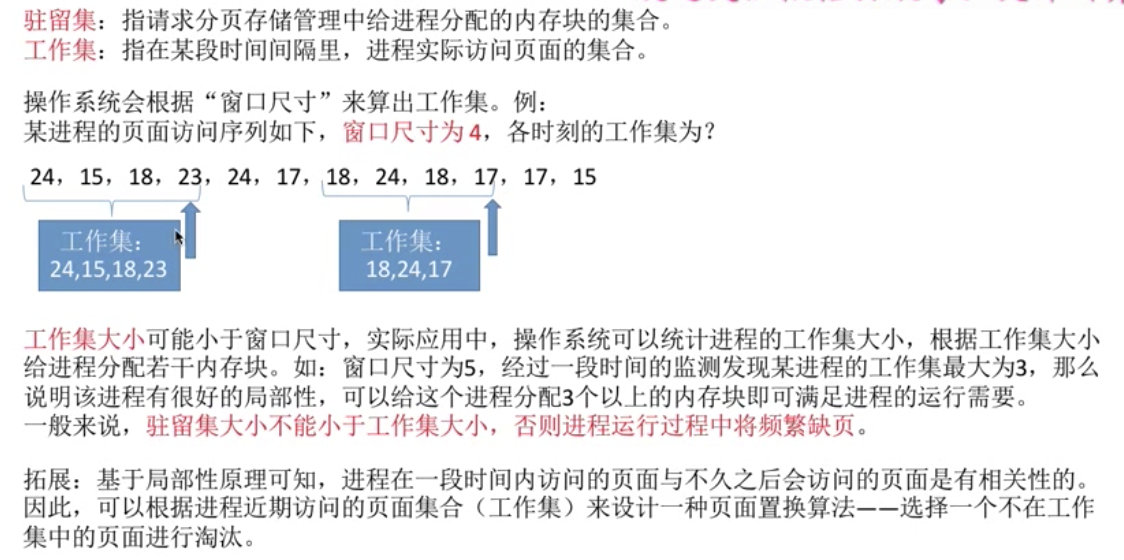 驻留集：指请求分页存储管理中给进程分配的内存块的集合。
工作集：指在某段时间间隔里，进程实际访问页面的集合。
操作系统会根据“窗口尺寸”来算出工作集。例：
某进程的页面访问序列如下，窗口尺寸为 4，各时刻的工作集为？
24，15，18，23，24，17，18，24，18，17，17，15
工作集：
24,15,18,23
工作集：
18,24,17
工作集大小可能小于窗口尺寸，实际应用中，操作系统可以统计进程的工作集大小，根据工作集大小
给进程分配若干内存块。如：窗口尺寸为5，经过一段时间的监测发现某进程的工作集最大为3，那么
说明该进程有很好的局部性，可以给这个进程分配3个以上的内存块即可满足进程的运行需要。
一般来说，驻留集大小不能小于工作集大小，否则进程运行过程中将频繁缺页。
拓展：基于局部性原理可知，进程在一段时间内访问的页面与不久之后会访问的页面是有相关性的。
因此，可以根据进程近期访问的页面集合（工作集）来设计一种页面置换算法——选择一个不在工作
集中的页面进行淘汰。